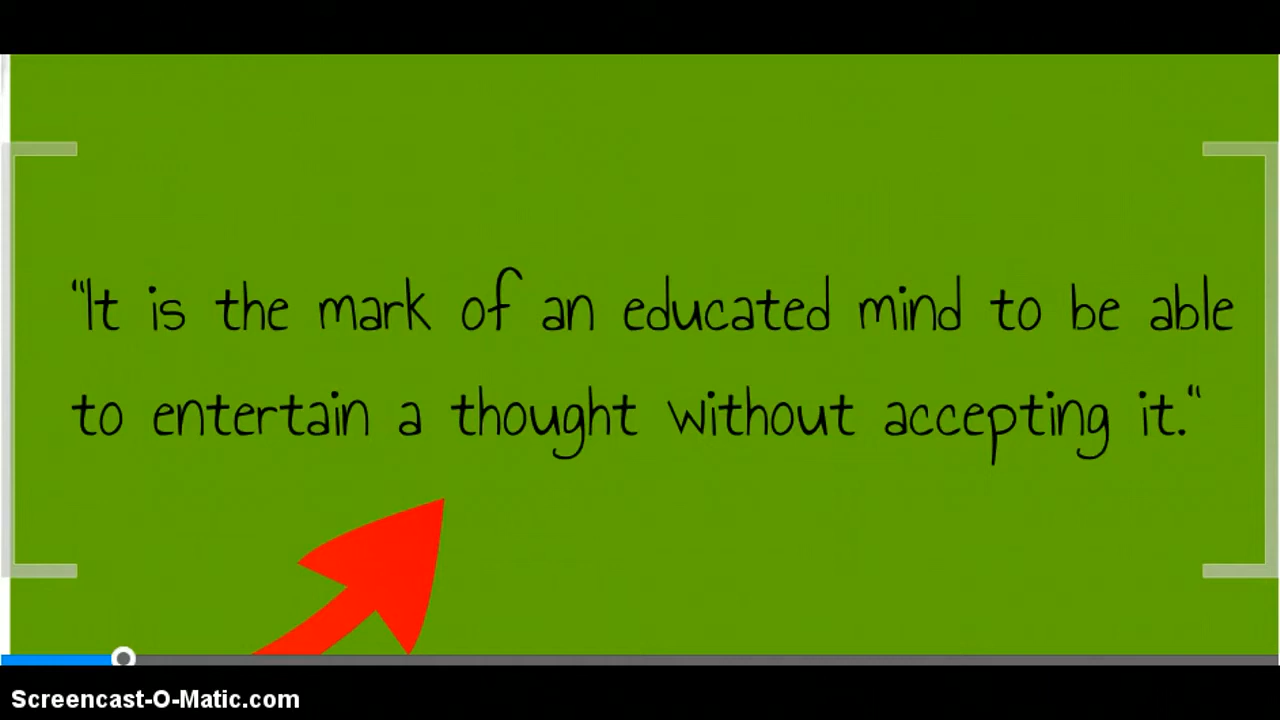 "It is the mark of an educated mind to be able
to entertain a thought without accepting it."
Screencast-O-Matic.com